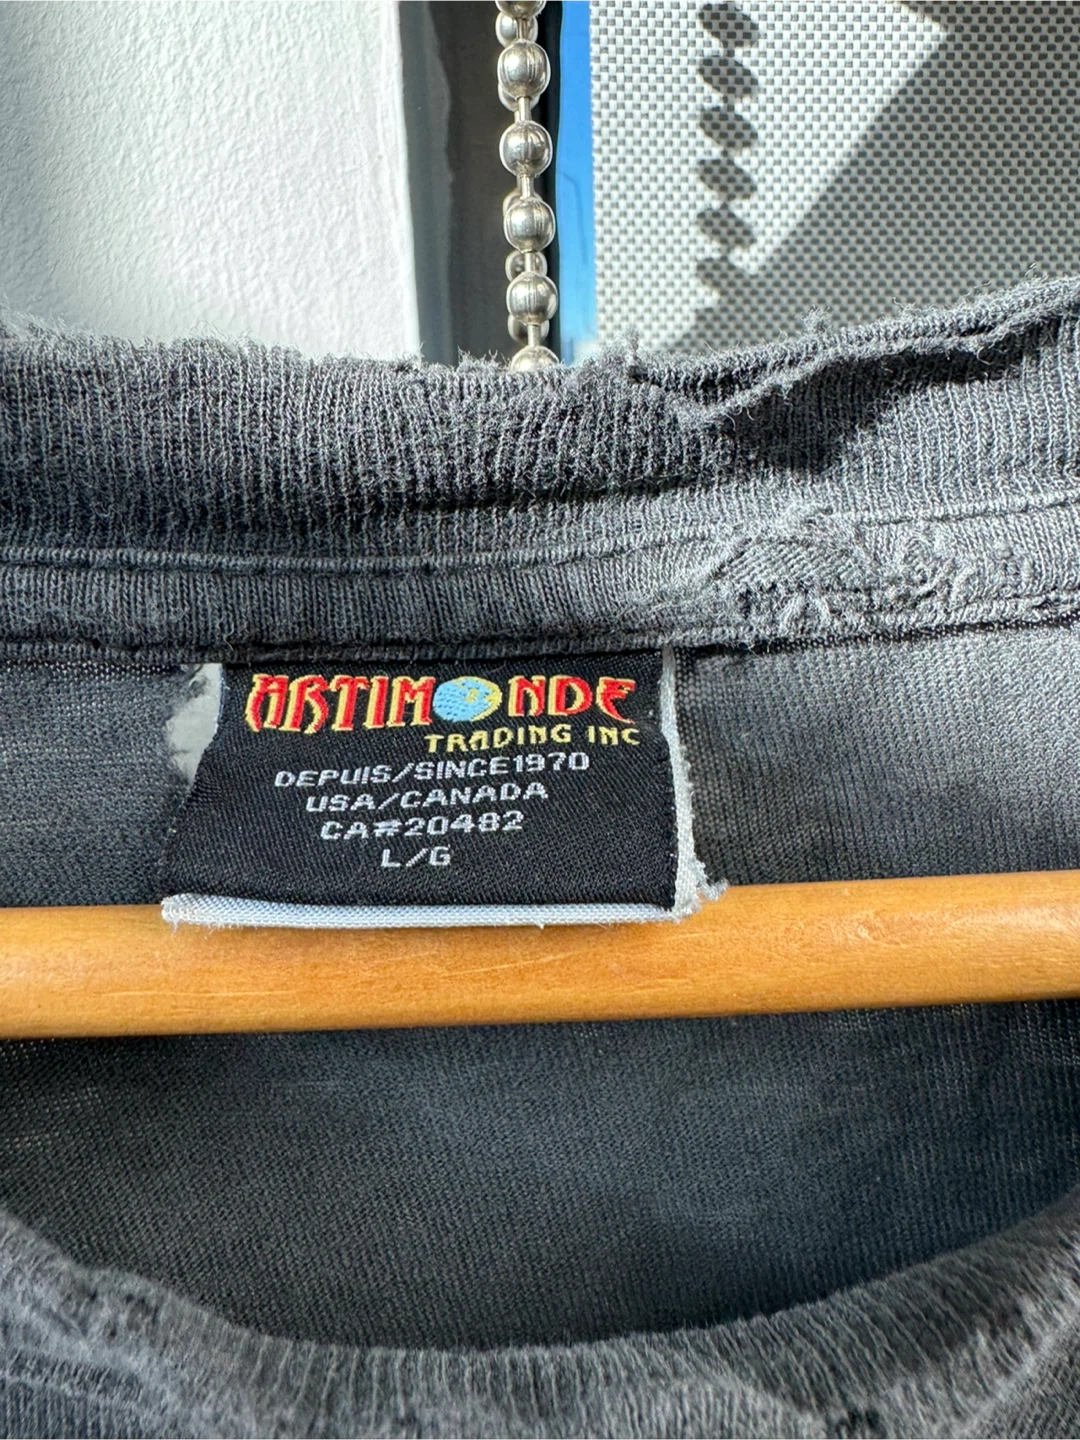 ARTIMONDE
TRADING INC
DEPUIS/SINCE1970
USA/CANADA
CA#20482
L/G